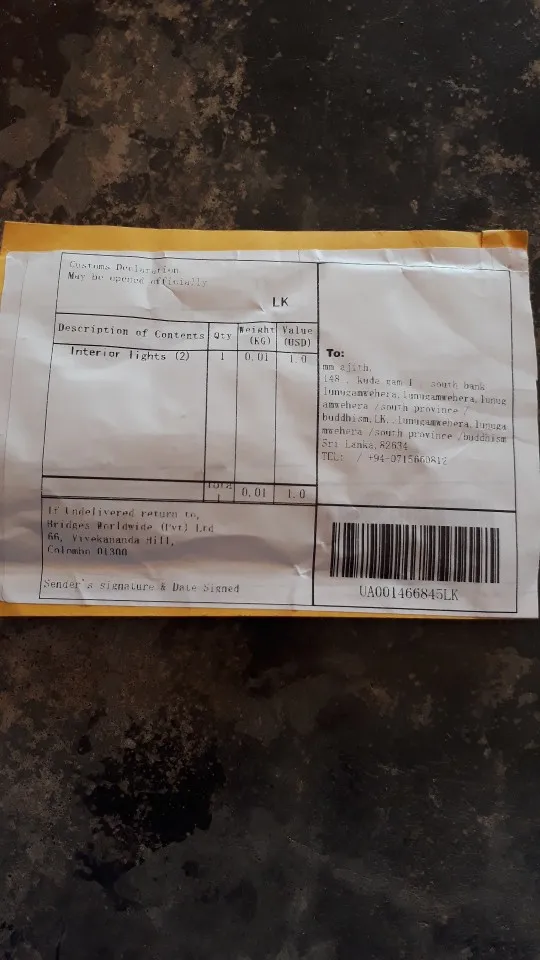 Customs Declaration
May be opened officially
LK
Description of Contents Qty Weight (KG) Value (USD)
Interior lights (2) 1 0.01 1.0
Total 0.01 1.0
If Undelivered return to,
Bridges Worldwide (Pvt) Ltd
66, Vivekananda Hill,
Colombo 01300
Sender's signature & Date Signed
To:
mm ajith,
148 , kuda gam 1 , south bank
lunugamwehera,lunugamwehera,lunug
amwehera /south province /
buddhism,LK, lunugamwehera,lunuga
mwehera /south province /buddhism
Sri Lanka,82634
TEL: / +94-0715660812
UA001466845LK